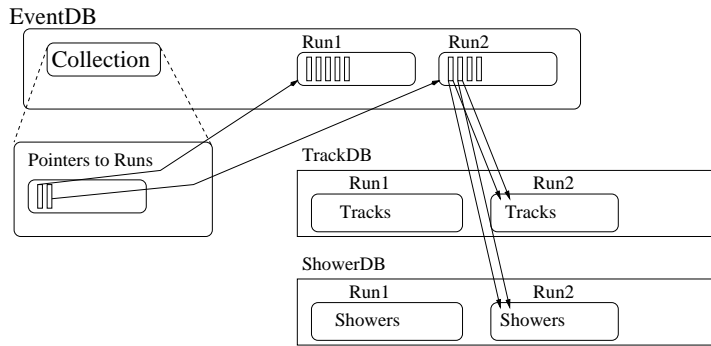 EventDB
Run1
Run2
Collection
Pointers to Runs
TrackDB
Run1
Run2
Tracks
Tracks
ShowerDB
Run1
Run2
Showers
Showers